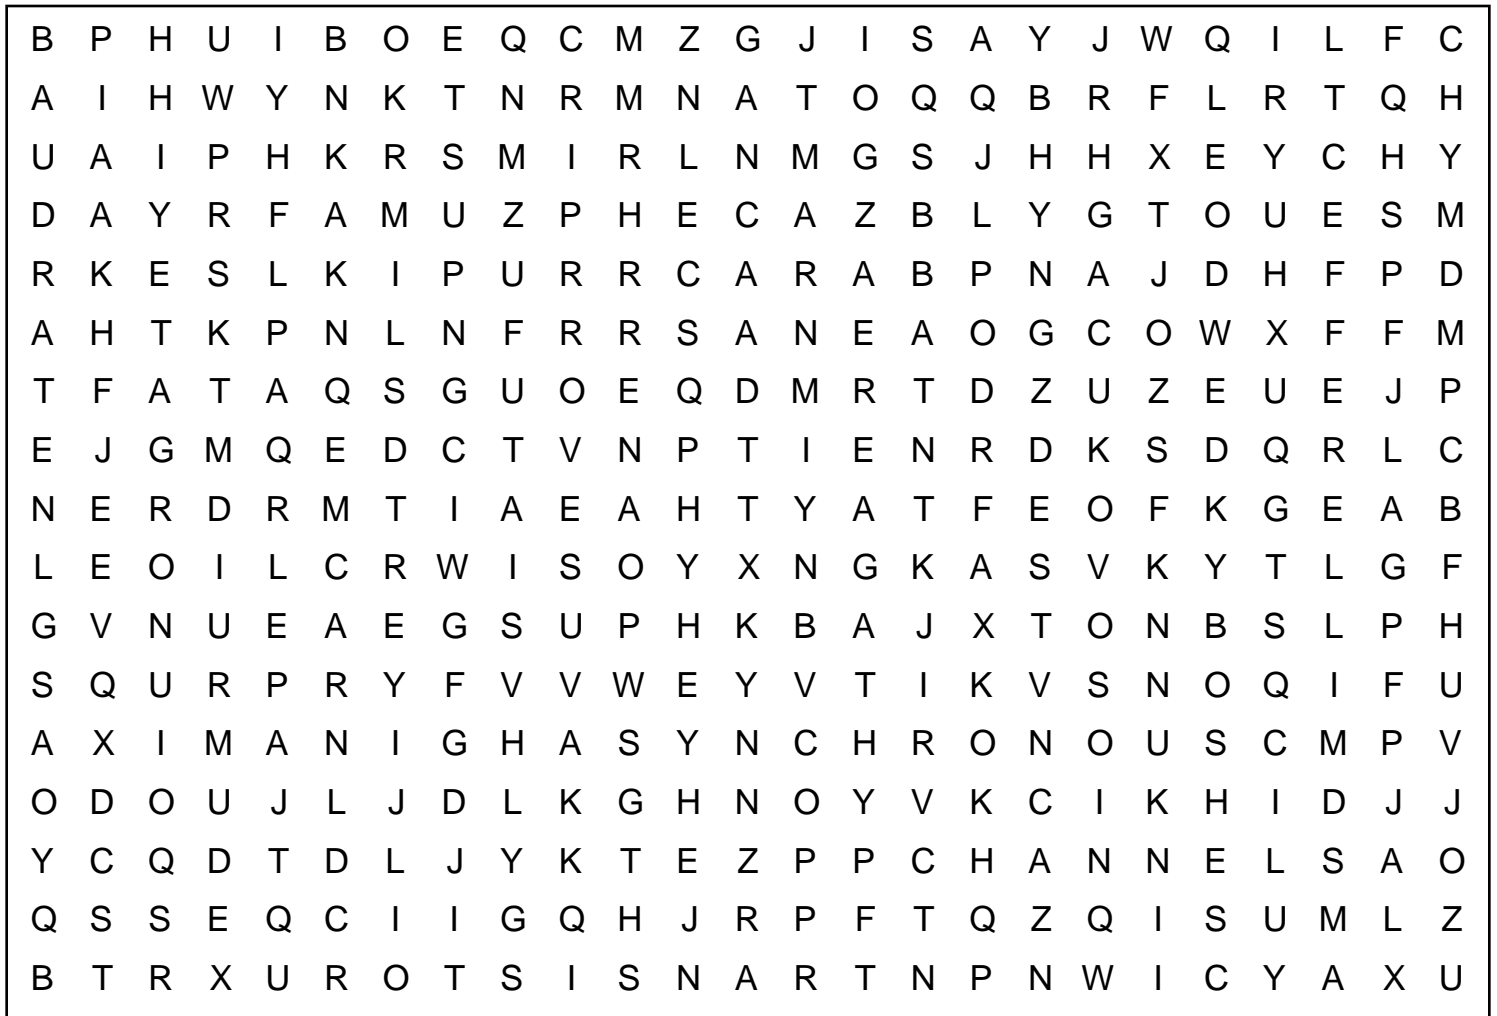 B P H U I B O E Q C M Z G J I S A Y J W Q I L F C
A I H W Y N K T N R M N A T O Q Q B R F L R T Q H
U A I P H K R S M I R L N M G S J H H X E Y C H Y
D A Y R F A M U Z P H E C A Z B L Y G T O U E S M
R K E S L K I P U R R C A R A B P N A J D H F P D
A H T K P N L N F R R S A N E A O G C O W X F F M
T F A T A Q S G U O E Q D M R T D Z U Z E U E J P
E J G M Q E D C T V N P T I E N R D K S D Q R L C
N E R D R M T I A E A H T Y A T F E O F K G E A B
L E O I L C R W I S O Y X N G K A S V K Y T L G F
G V N U E A E G S U P H K B A J X T O N B S L P H
S Q U R P R Y F V V W E Y V T I K V S N O Q I F U
A X I M A N I G H A S Y N C H R O N O U S C M P V
O D O U J L J D L K G H N O Y V K C I K H I D J J
Y C Q D T D L J Y K T E Z P P C H A N N E L S A O
Q S S E Q C I I G Q H J R P F T Q Z Q I S U M L Z
B T R X U R O T S I S N A R T N P N W I C Y A X U